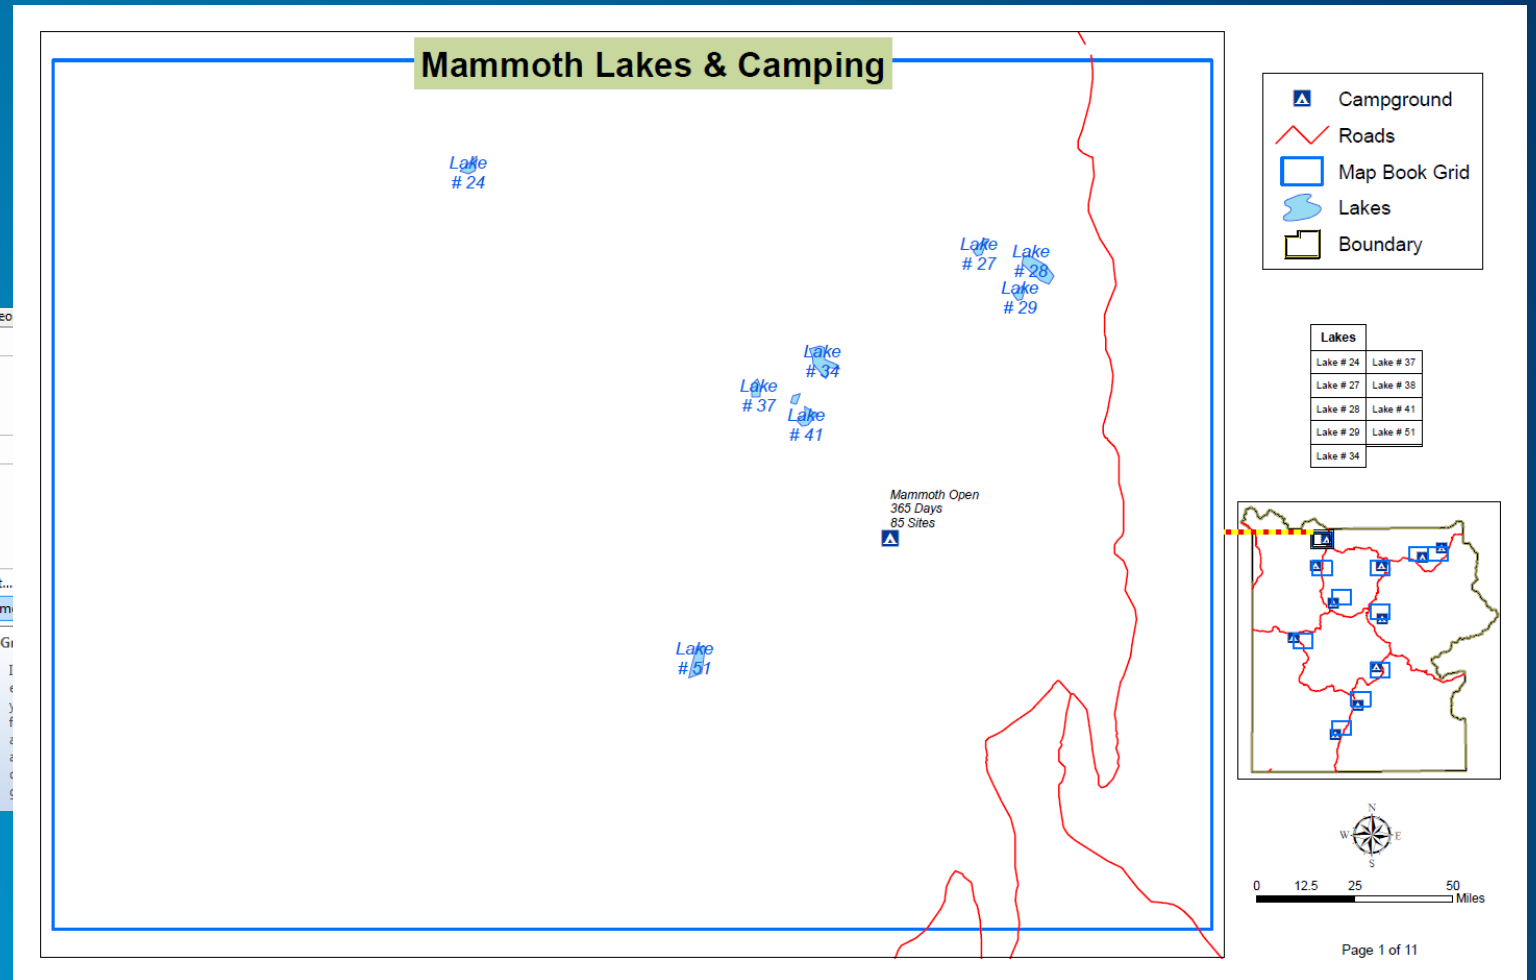 Mammoth Lakes & Camping
Lake
# 24
Lake
# 27
Lake
# 28
Lake
# 29
Lake
# 34
Lake
# 37
Lake
# 41
Mammoth Open
365 Days
85 Sites
Lake
# 51
Campground
Roads
Map Book Grid
Lakes
Boundary
Lakes
Lake # 24 Lake # 37
Lake # 27 Lake # 38
Lake # 28 Lake # 41
Lake # 29 Lake # 51
Lake # 34
N
W E
S
0 12.5 25 50
Miles
Page 1 of 11